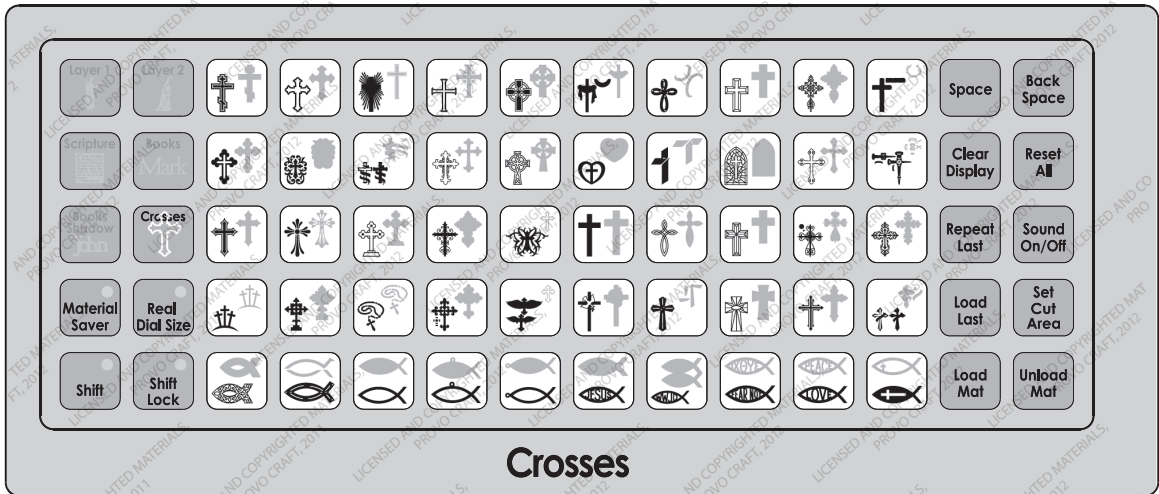 Layer 1
Layer 2
Space
Back
Space
Scripture
Books
Mark
Clear
Display
Reset
All
Books
Shadow
John
Crosses
Repeat
Last
Sound
On/Off
Material
Saver
Real
Dial Size
Load
Last
Set
Cut
Area
PEACE
Shift
Shift
Lock
JESUS
FEAR NOT
LOVE
Load
Mat
Unload
Mat
Crosses
LICENSED AND COPYRIGHTED MATERIALS,
PROVO CRAFT, 2012